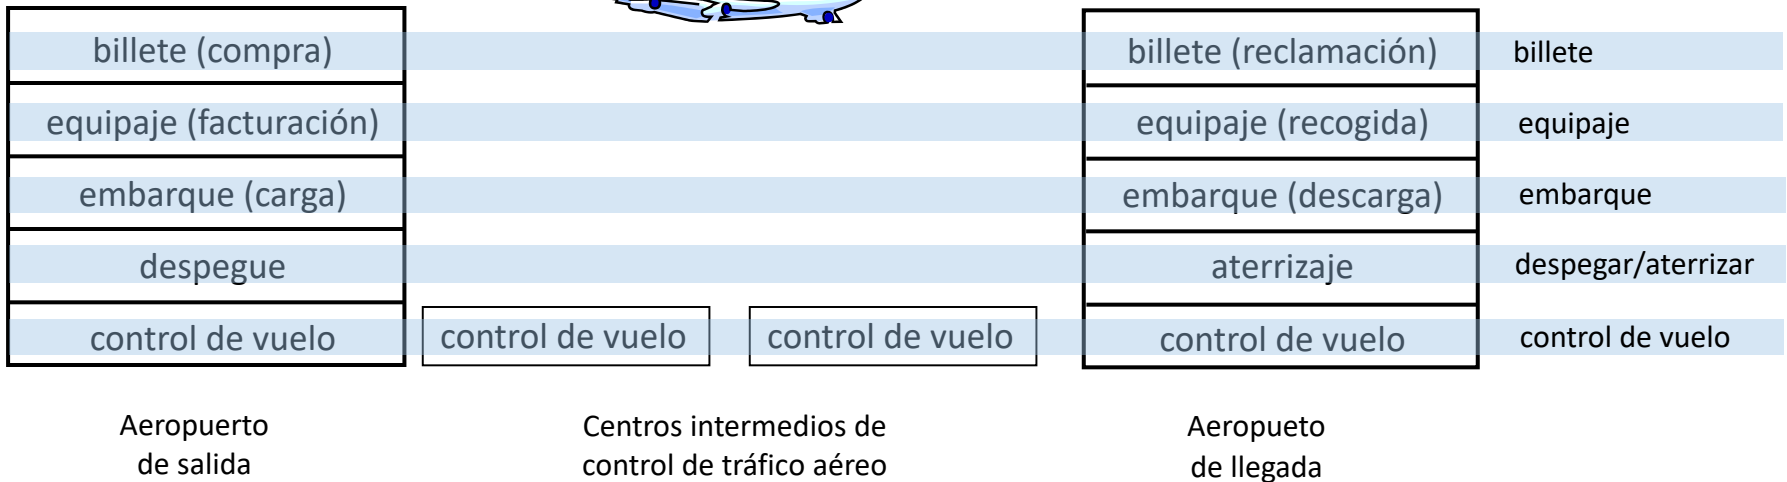 billete (compra)
billete (reclamación)
billete
equipaje (facturación)
equipaje (recogida)
equipaje
embarque (carga)
embarque (descarga)
embarque
despegue
aterrizaje
despegar/aterrizar
control de vuelo
control de vuelo
control de vuelo
control de vuelo
control de vuelo
Aeropuerto
de salida
Centros intermedios de
control de tráfico aéreo
Aeropueto
de llegada